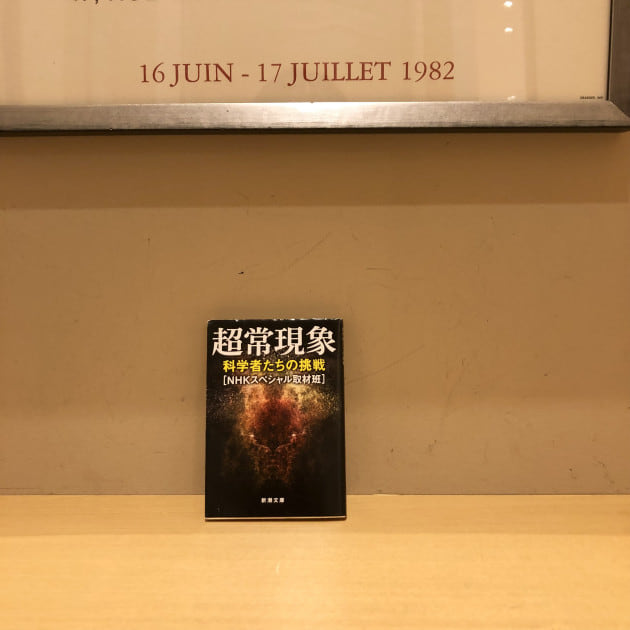 16 JUIN - 17 JUILLET 1982
超常現象
科学者たちの挑戦
[NHKスペシャル取材班]
新潮文庫